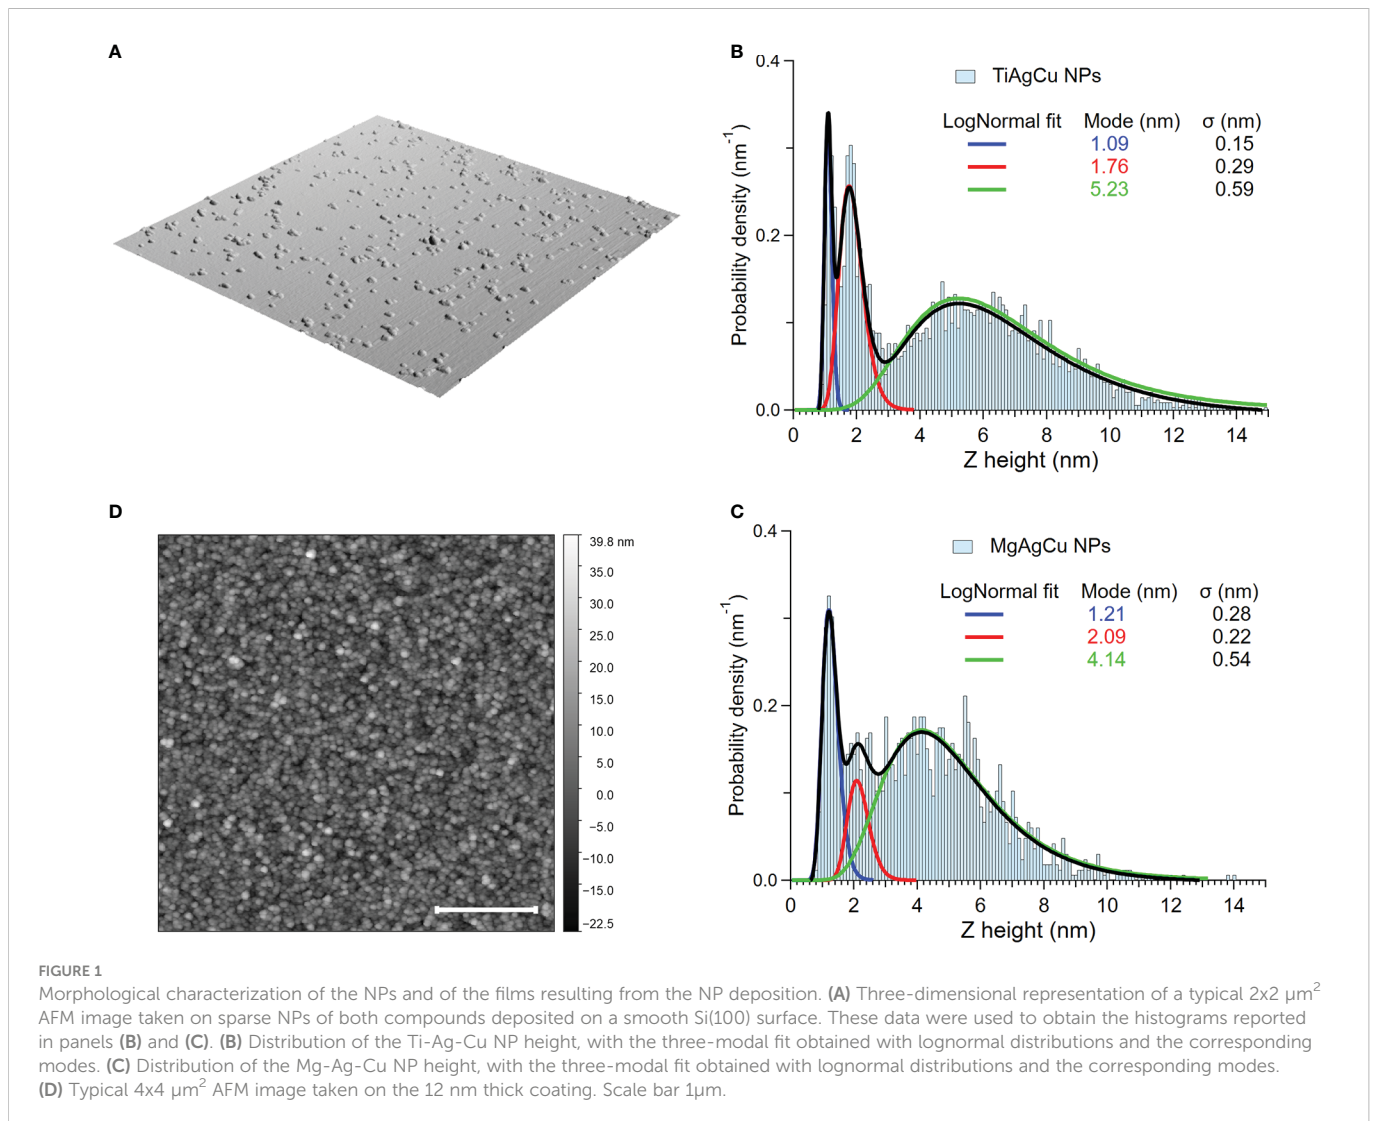 A
B
0.4
0.2
0.0
Probability density (nm-1)
TiAgCu NPs
LogNormal fit Mode (nm) σ (nm)
1.09 0.15
1.76 0.29
5.23 0.59
0 2 4 6 8 10 12 14
Z height (nm)
D
39.8 nm
35.0
30.0
25.0
20.0
15.0
10.0
5.0
0.0
−5.0
−10.0
−15.0
−22.5
C
0.4
0.2
0.0
Probability density (nm-1)
MgAgCu NPs
LogNormal fit Mode (nm) σ (nm)
1.21 0.28
2.09 0.22
4.14 0.54
0 2 4 6 8 10 12 14
Z height (nm)
FIGURE 1
Morphological characterization of the NPs and of the films resulting from the NP deposition. (A) Three-dimensional representation of a typical 2x2 μm2
AFM image taken on sparse NPs of both compounds deposited on a smooth Si(100) surface. These data were used to obtain the histograms reported
in panels (B) and (C). (B) Distribution of the Ti-Ag-Cu NP height, with the three-modal fit obtained with lognormal distributions and the corresponding
modes. (C) Distribution of the Mg-Ag-Cu NP height, with the three-modal fit obtained with lognormal distributions and the corresponding modes.
(D) Typical 4x4 μm2 AFM image taken on the 12 nm thick coating. Scale bar 1μm.